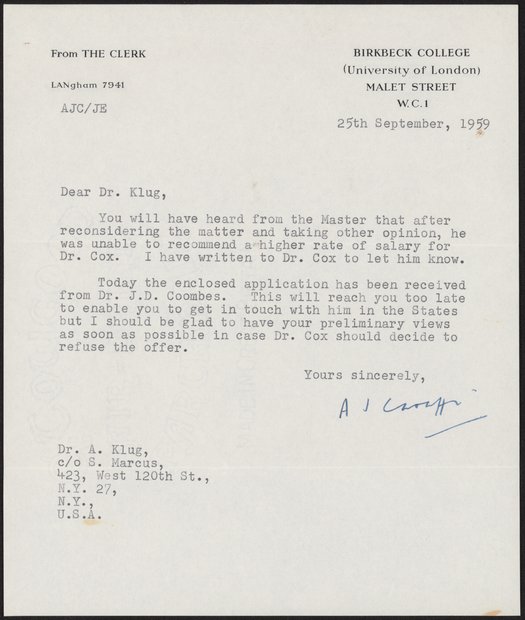 From THE CLERK
LANgham 7941
AJC/JE
BIRKBECK COLLEGE
(University of London)
MALET STREET
W.C.1
25th September, 1959
Dear Dr. Klug,
You will have heard from the Master that after
reconsidering the matter and taking other opinion, he
was unable to recommend a higher rate of salary for
Dr. Cox. I have written to Dr. Cox to let him know.
Today the enclosed application has been received
from Dr. J.D. Coombes. This will reach you too late
to enable you to get in touch with him in the States
but I should be glad to have your preliminary views
as soon as possible in case Dr. Cox should decide to
refuse the offer.
Yours sincerely,
A J
Dr. A. Klug,
c/o S. Marcus,
423, West 120th St.,
N.Y. 27,
N.Y.,
U.S.A.